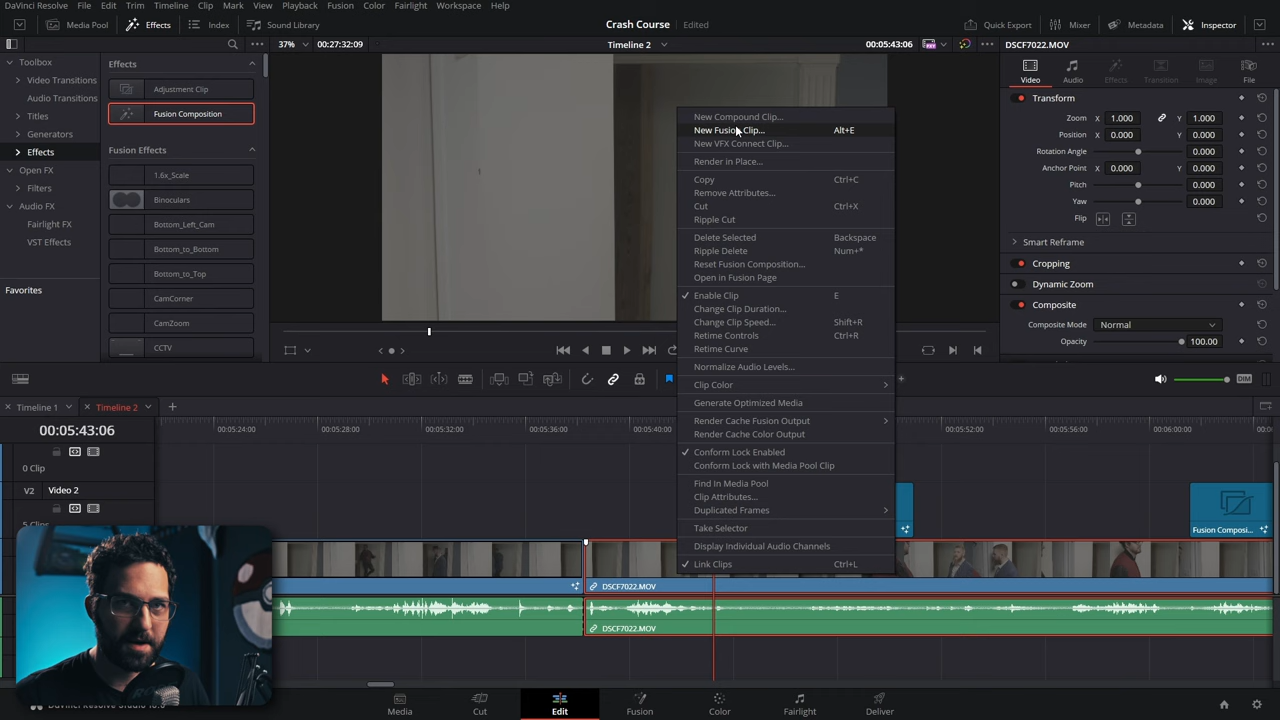 DaVinci Resolve File Edit Trim Timeline Clip Mark View Playback Fusion Color Fairlight Workspace Help
Media Pool Effects Index Sound Library Crash Course Edited Quick Export Mixer Metadata Inspector
37% 00:27:32:09 Timeline 2 00:05:43:06 DSCF7022.MOV
Toolbox
Video Transitions
Audio Transitions
Titles
Generators
Effects
Open FX
Filters
Audio FX
Fairlight FX
VST Effects
Favorites
Effects
Adjustment Clip
Fusion Composition
Fusion Effects
1.6x_Scale
Binoculars
Bottom_Left_Cam
Bottom_to_Bottom
Bottom_to_Top
CamCorner
CamZoom
CCTV
New Compound Clip...
New Fusion Clip... Alt+E
New VFX Connect Clip...
Render in Place...
Copy Ctrl+C
Remove Attributes...
Cut Ctrl+X
Ripple Cut
Delete Selected Backspace
Ripple Delete Num+*
Reset Fusion Composition...
Open in Fusion Page
Enable Clip E
Change Clip Duration...
Change Clip Speed... Shift+R
Retime Controls Ctrl+R
Retime Curve
Normalize Audio Levels...
Clip Color
Generate Optimized Media
Render Cache Fusion Output
Render Cache Color Output
Conform Lock Enabled
Conform Lock with Media Pool Clip
Find In Media Pool
Clip Attributes...
Duplicated Frames
Take Selector
Display Individual Audio Channels
Link Clips Ctrl+L
Video Audio Effects Transition Image File
Transform
Zoom X 1.000 Y 1.000
Position X 0.000 Y 0.000
Rotation Angle 0.000
Anchor Point X 0.000 Y 0.000
Pitch 0.000
Yaw 0.000
Flip
Smart Reframe
Cropping
Dynamic Zoom
Composite
Composite Mode Normal
Opacity 100.00
DIM
Timeline 1 Timeline 2
00:05:43:06 00:05:24:00 00:05:28:00 00:05:32:00 00:05:36:00 00:05:40:00 00:05:52:00 00:05:56:00 00:06:00:00
0 Clip
V2 Video 2
5 Clips
Fusion Composi...
DSCF7022.MOV
DSCF7022.MOV
Media Cut Edit Fusion Color Fairlight Deliver